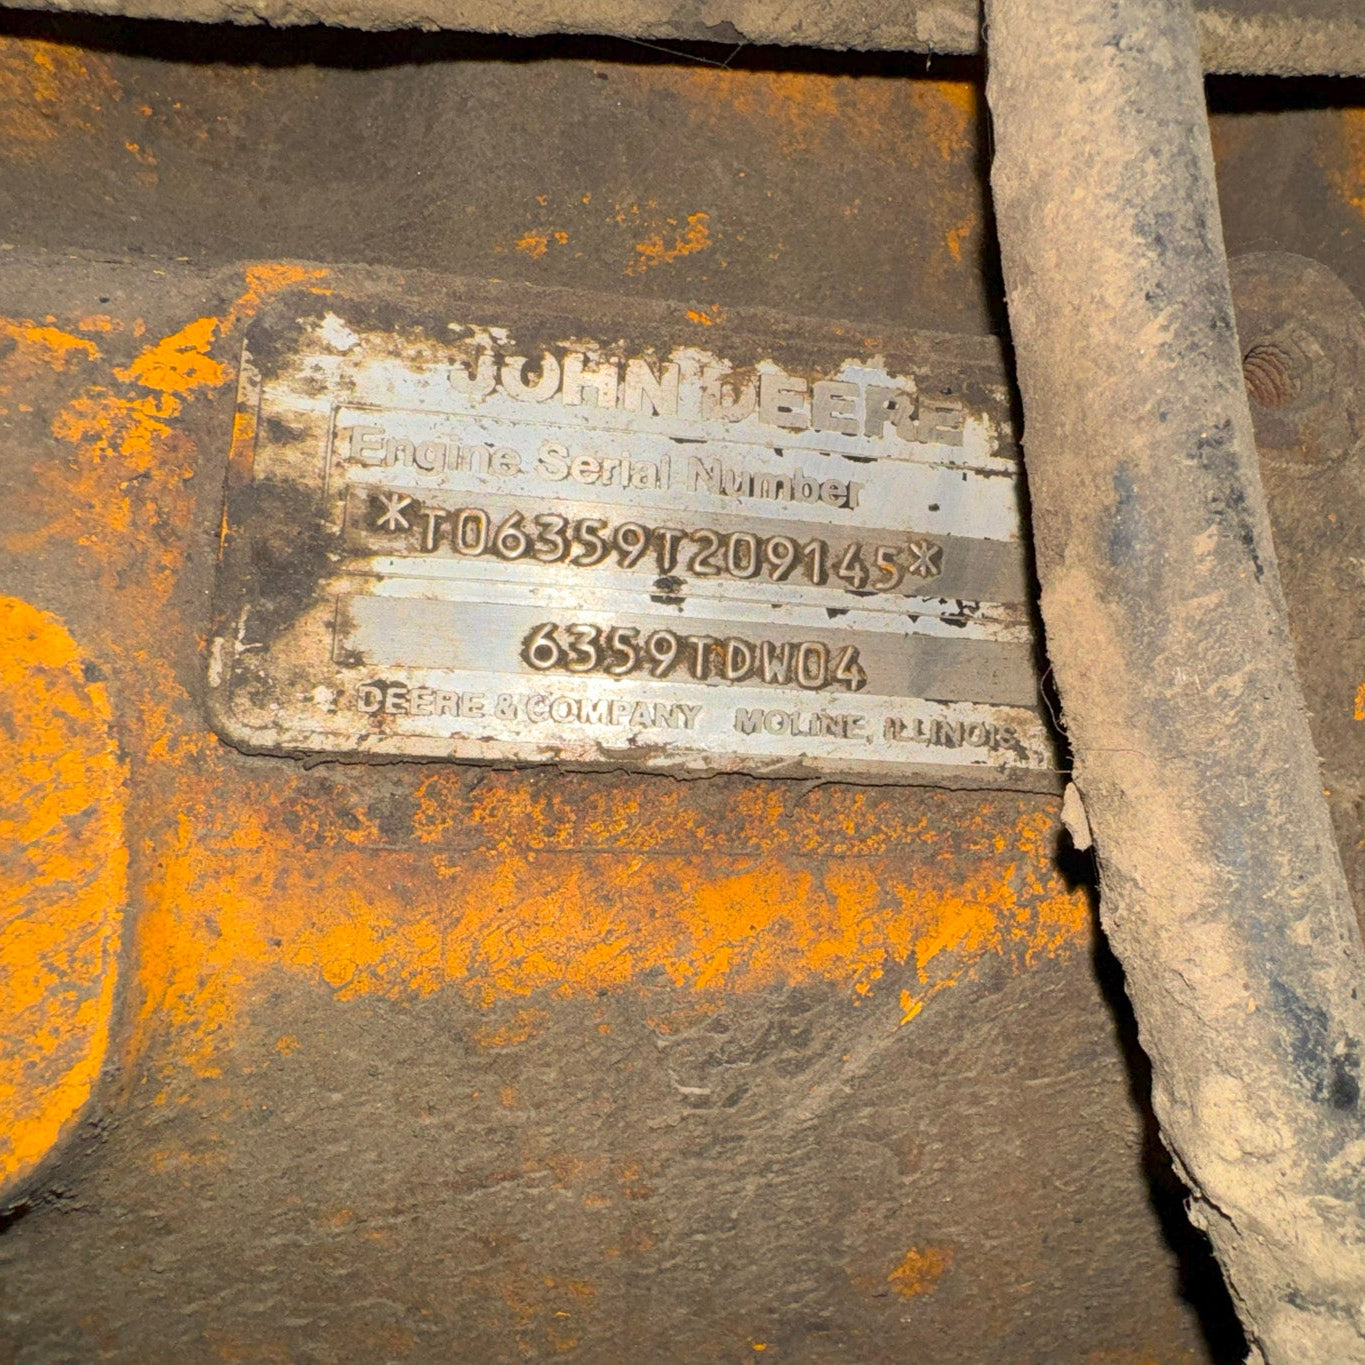 JOHN DEERE
Engine Serial Number
*T06359T209145*
6359TDW04
DEERE & COMPANY MOLINE, ILLINOIS